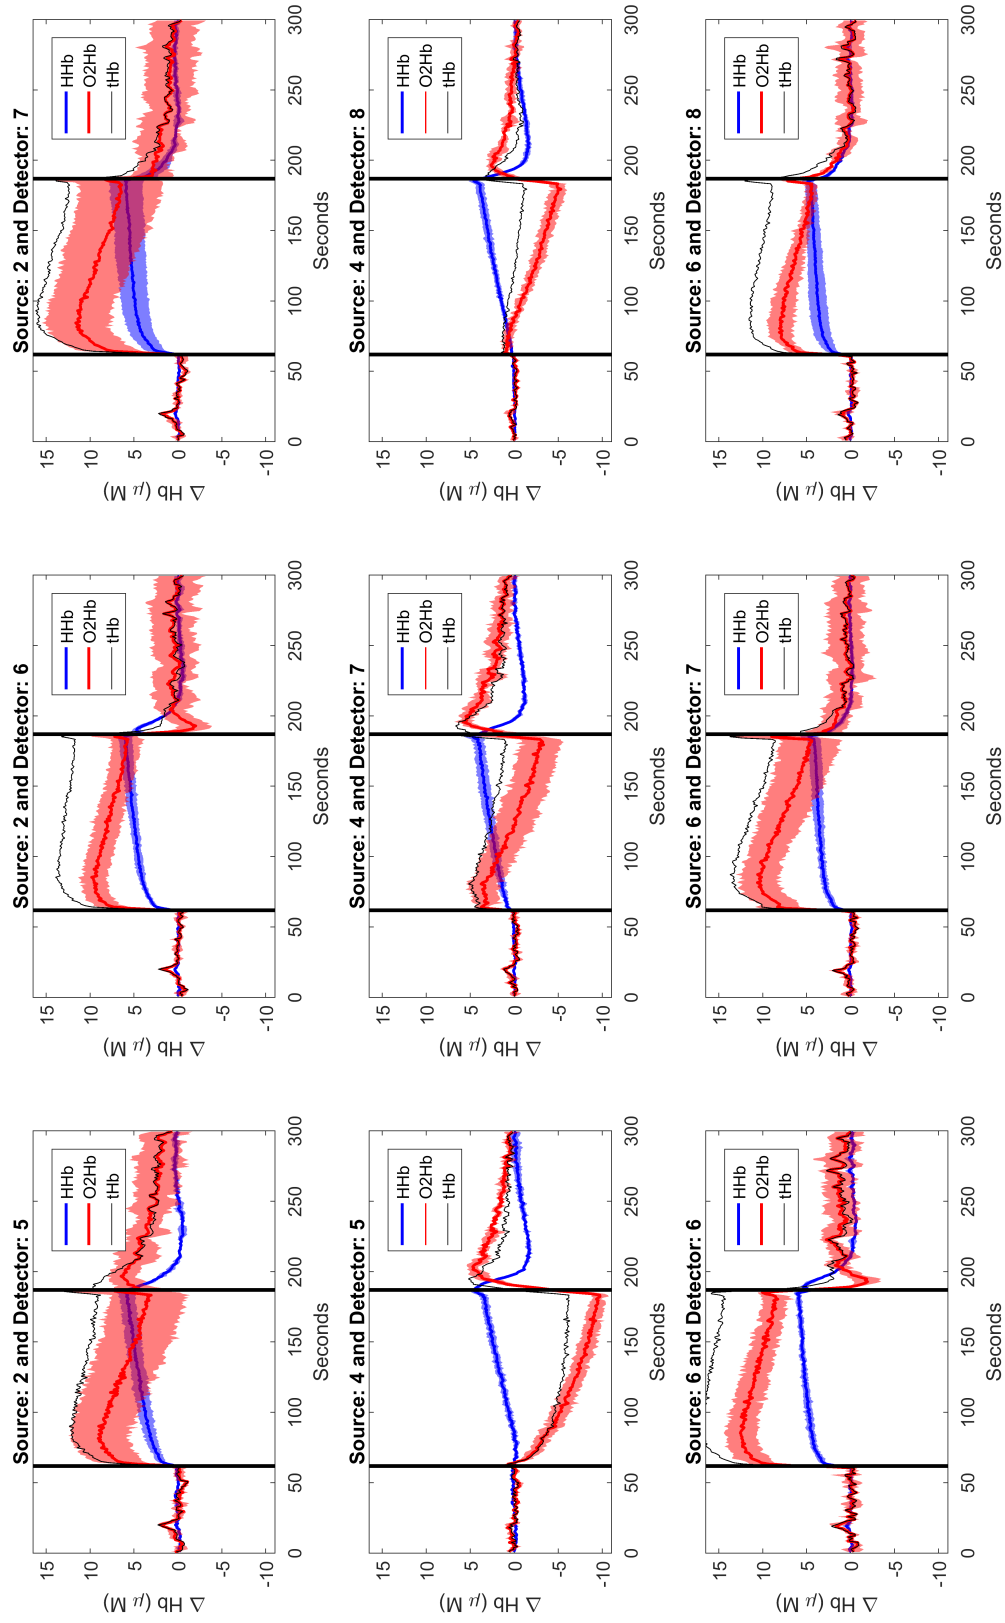 Source: 2 and Detector: 5
HHb
O2Hb
tHb
15
10
5
0
-5
-10
Δ Hb ( μ M)
0 50 100 150 200 250 300
Seconds
Source: 2 and Detector: 6
HHb
O2Hb
tHb
15
10
5
0
-5
-10
Δ Hb ( μ M)
0 50 100 150 200 250 300
Seconds
Source: 2 and Detector: 7
HHb
O2Hb
tHb
15
10
5
0
-5
-10
Δ Hb ( μ M)
0 50 100 150 200 250 300
Seconds
Source: 4 and Detector: 5
HHb
O2Hb
tHb
15
10
5
0
-5
-10
Δ Hb ( μ M)
0 50 100 150 200 250 300
Seconds
Source: 4 and Detector: 7
HHb
O2Hb
tHb
15
10
5
0
-5
-10
Δ Hb ( μ M)
0 50 100 150 200 250 300
Seconds
Source: 4 and Detector: 8
HHb
O2Hb
tHb
15
10
5
0
-5
-10
Δ Hb ( μ M)
0 50 100 150 200 250 300
Seconds
Source: 6 and Detector: 6
HHb
O2Hb
tHb
15
10
5
0
-5
-10
Δ Hb ( μ M)
0 50 100 150 200 250 300
Seconds
Source: 6 and Detector: 7
HHb
O2Hb
tHb
15
10
5
0
-5
-10
Δ Hb ( μ M)
0 50 100 150 200 250 300
Seconds
Source: 6 and Detector: 8
HHb
O2Hb
tHb
15
10
5
0
-5
-10
Δ Hb ( μ M)
0 50 100 150 200 250 300
Seconds